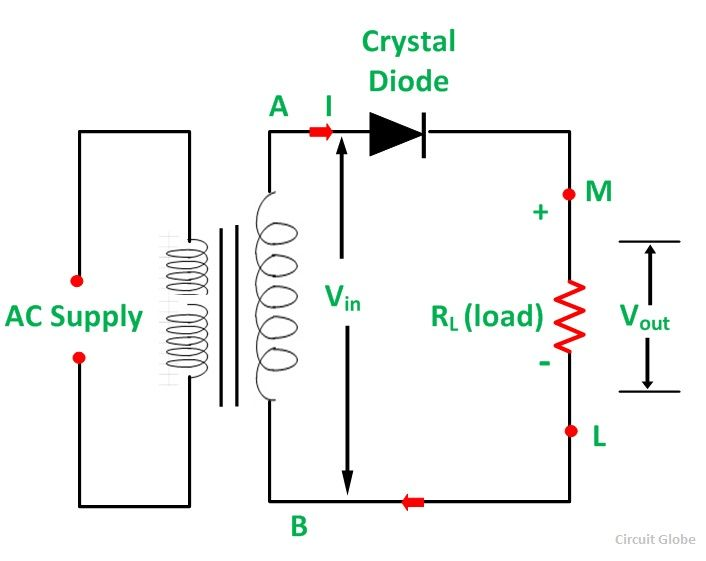 Crystal
Diode
A
I
M
+
AC Supply
Vin
RL (load)
Vout
-
L
B
Circuit Globe